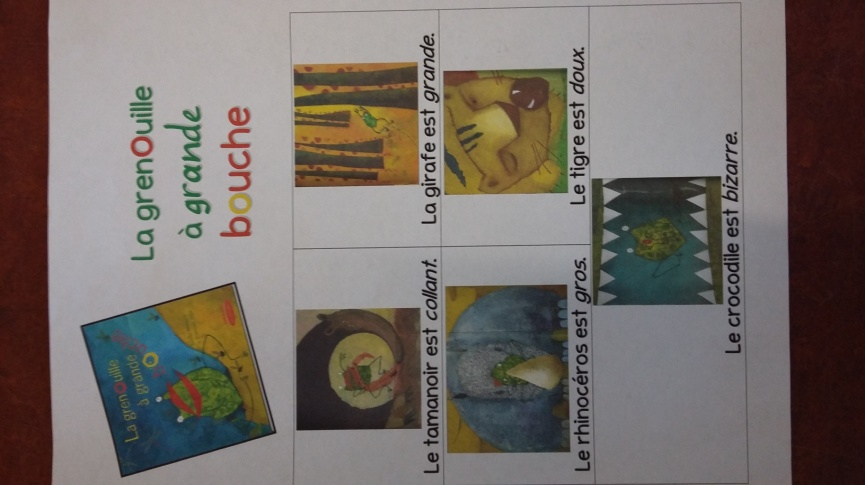 La grenouille
à grande
O
La grenOuille
à grande
bouche
Le tamanoir est collant.
La girafe est grande.
Le rhinocéros est gros.
Le tigre est doux.
Le crocodile est bizarre.